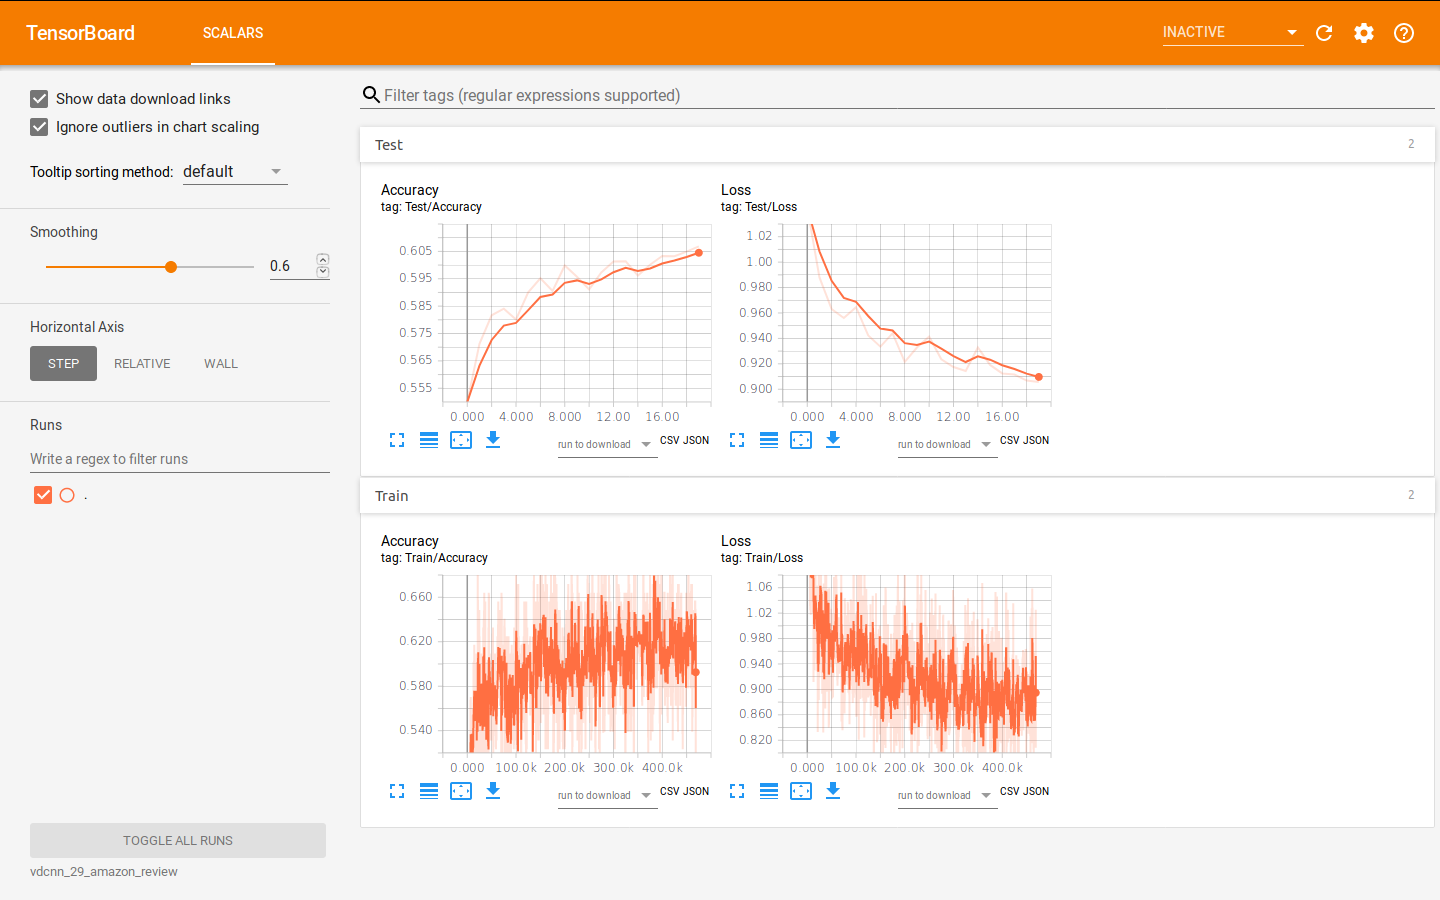 TensorBoard
SCALARS
INACTIVE
Show data download links
Ignore outliers in chart scaling
Tooltip sorting method: default
Smoothing
0.6
Horizontal Axis
STEP RELATIVE WALL
Runs
Write a regex to filter runs
.
TOGGLE ALL RUNS
vdcnn_29_amazon_review
Filter tags (regular expressions supported)
Test 2
Accuracy
tag: Test/Accuracy
0.605
0.595
0.585
0.575
0.565
0.555
0.000 4.000 8.000 12.00 16.00
run to download CSV JSON
Loss
tag: Test/Loss
1.02
1.00
0.980
0.960
0.940
0.920
0.900
0.000 4.000 8.000 12.00 16.00
run to download CSV JSON
Train 2
Accuracy
tag: Train/Accuracy
0.660
0.620
0.580
0.540
0.000 100.0k 200.0k 300.0k 400.0k
run to download CSV JSON
Loss
tag: Train/Loss
1.06
1.02
0.980
0.940
0.900
0.860
0.820
0.000 100.0k 200.0k 300.0k 400.0k
run to download CSV JSON